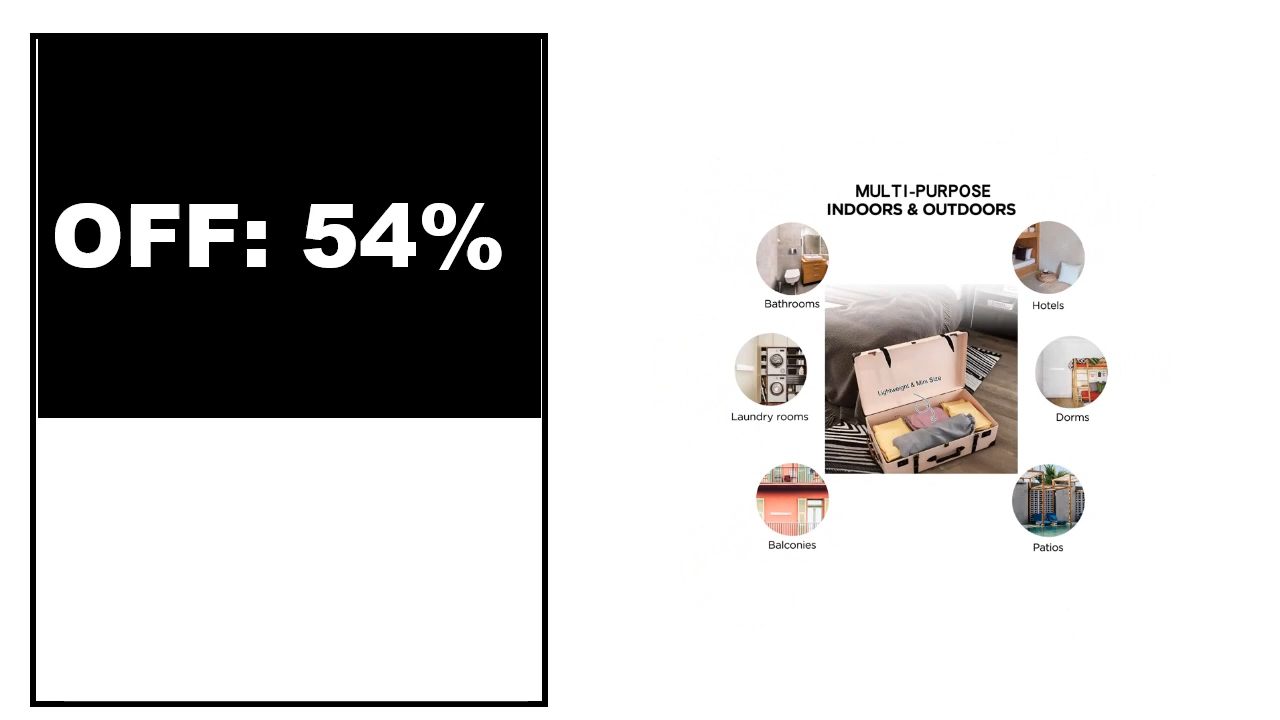 OFF: 54%
MULTI-PURPOSE
INDOORS & OUTDOORS
Bathrooms
Hotels
Lightweight & Mini Size
Laundry rooms
Dorms
Balconies
Patios